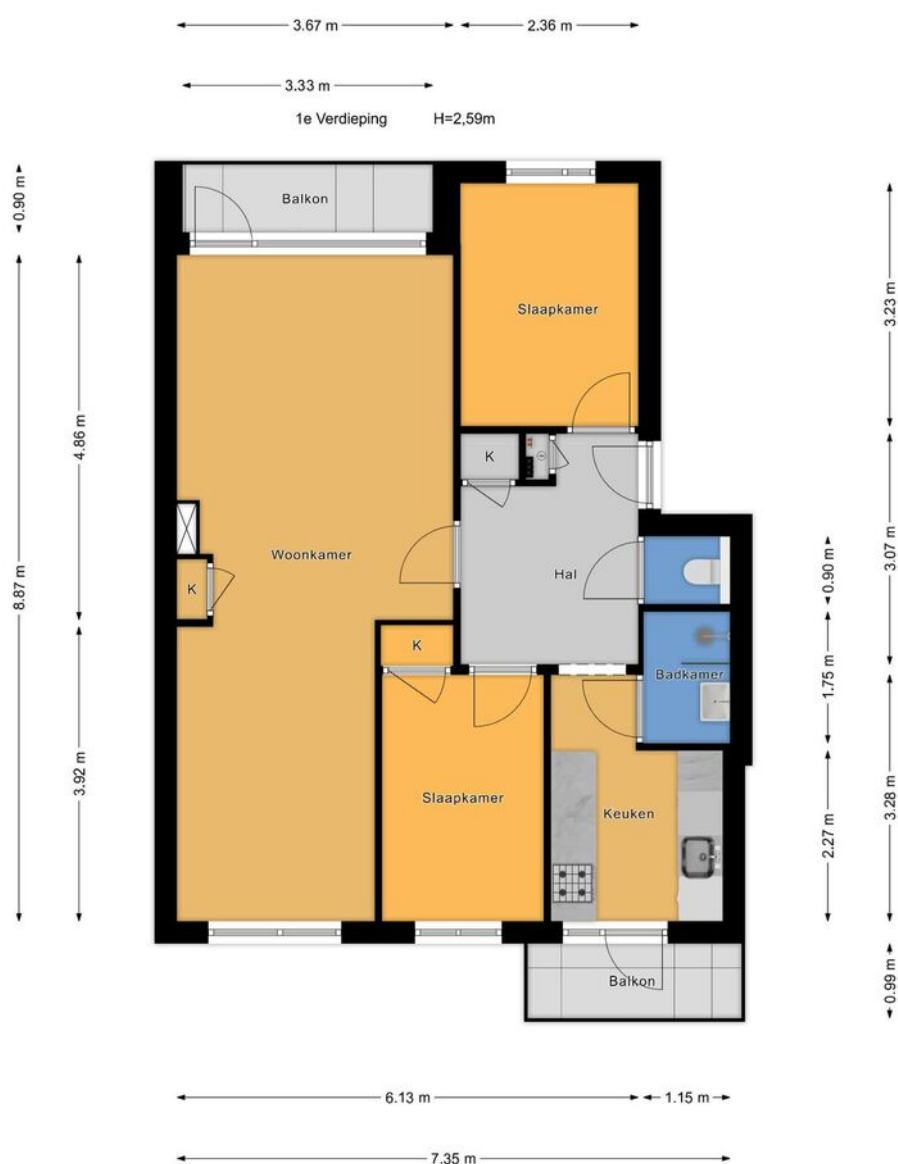 3.67 m 2.36 m
3.33 m
1e Verdieping H=2,59m
0.90 m
Balkon
3.23 m
Slaapkamer
4.86 m
K
8.87 m
Woonkamer
Hal
0.90 m
3.07 m
K
K
1.75 m
Badkamer
3.92 m
Slaapkamer
Keuken
2.27 m
3.28 m
Balkon
0.99 m
6.13 m 1.15 m
7.35 m